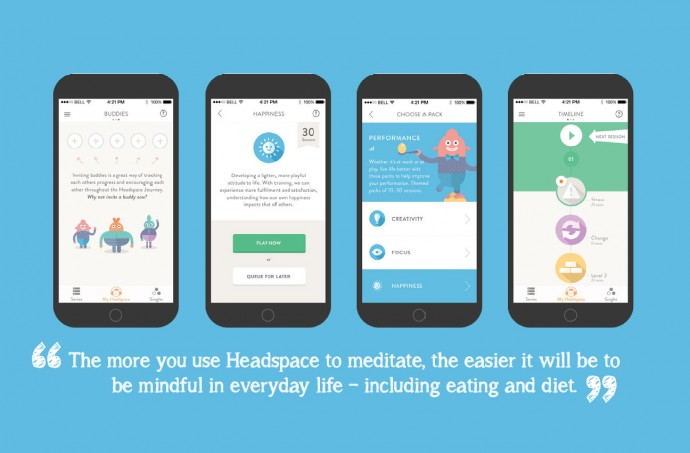 BELL 4:21 PM 100%
BUDDIES
Inviting buddies is a great way of tracking
each others progress and encouraging each
other throughout the Headspace Journey.
Why not invite a buddy now?
Series
My Headspace
Singles
BELL 4:21 PM 100%
HAPPINESS
30
Sessions
Developing a lighter, more playful
attitude to life. With training, we can
experience more fulfilment and satisfaction,
understanding how our own happiness
impacts that of others.
PLAY NOW
or
QUEUE FOR LATER
BELL 4:21 PM 100%
CHOOSE A PACK
PERFORMANCE
Whether it's at work or at
play, live life better with
these packs to help improve
your performance. Themed
packs of 10-30 sessions.
CREATIVITY
FOCUS
HAPPINESS
BELL 4:21 PM 100%
TIMELINE
NEXT SESSION
01
Stress
Change
Level 3
Series
My Headspace
Singles
“ The more you use Headspace to meditate, the easier it will be to
be mindful in everyday life – including eating and diet. ”